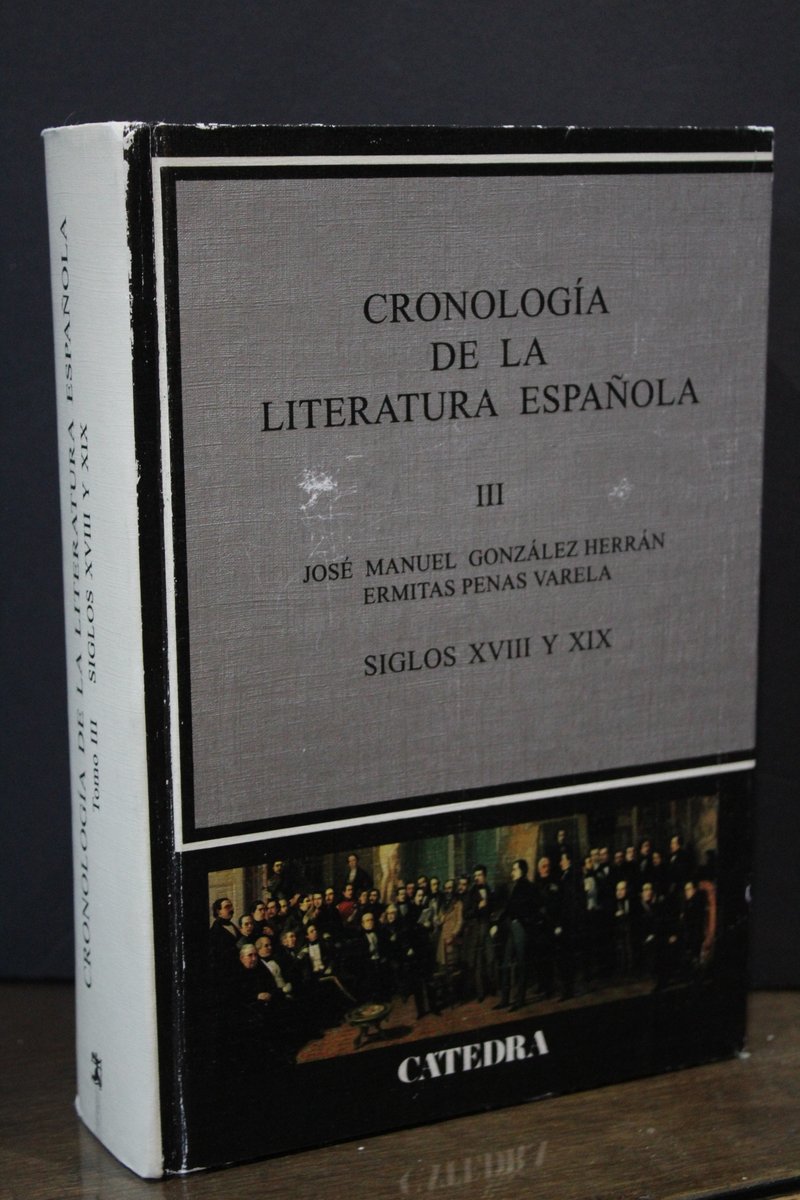 CRONOLOGÍA
DE LA
LITERATURA ESPAÑOLA
III
JOSÉ MANUEL GONZÁLEZ HERRÁN
ERMITAS PENAS VARELA
SIGLOS XVIII Y XIX
CATEDRA
CRONOLOGÍA DE LA LITERATURA ESPAÑOLA
Tomo III SIGLOS XVIII Y XIX